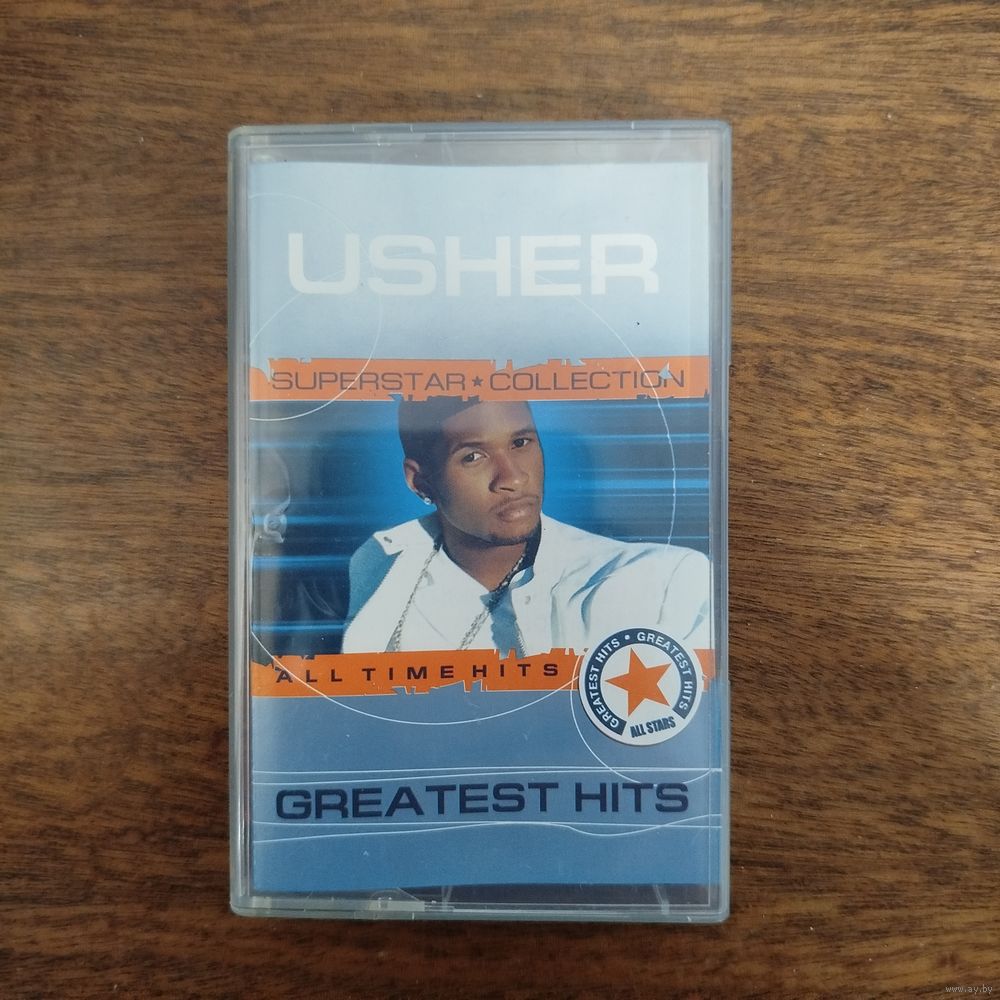 USHER
SUPERSTAR ★ COLLECTION
ALL TIME HITS
GREATEST HITS • GREATEST HITS
ALL STARS
GREATEST HITS
www.ay.by